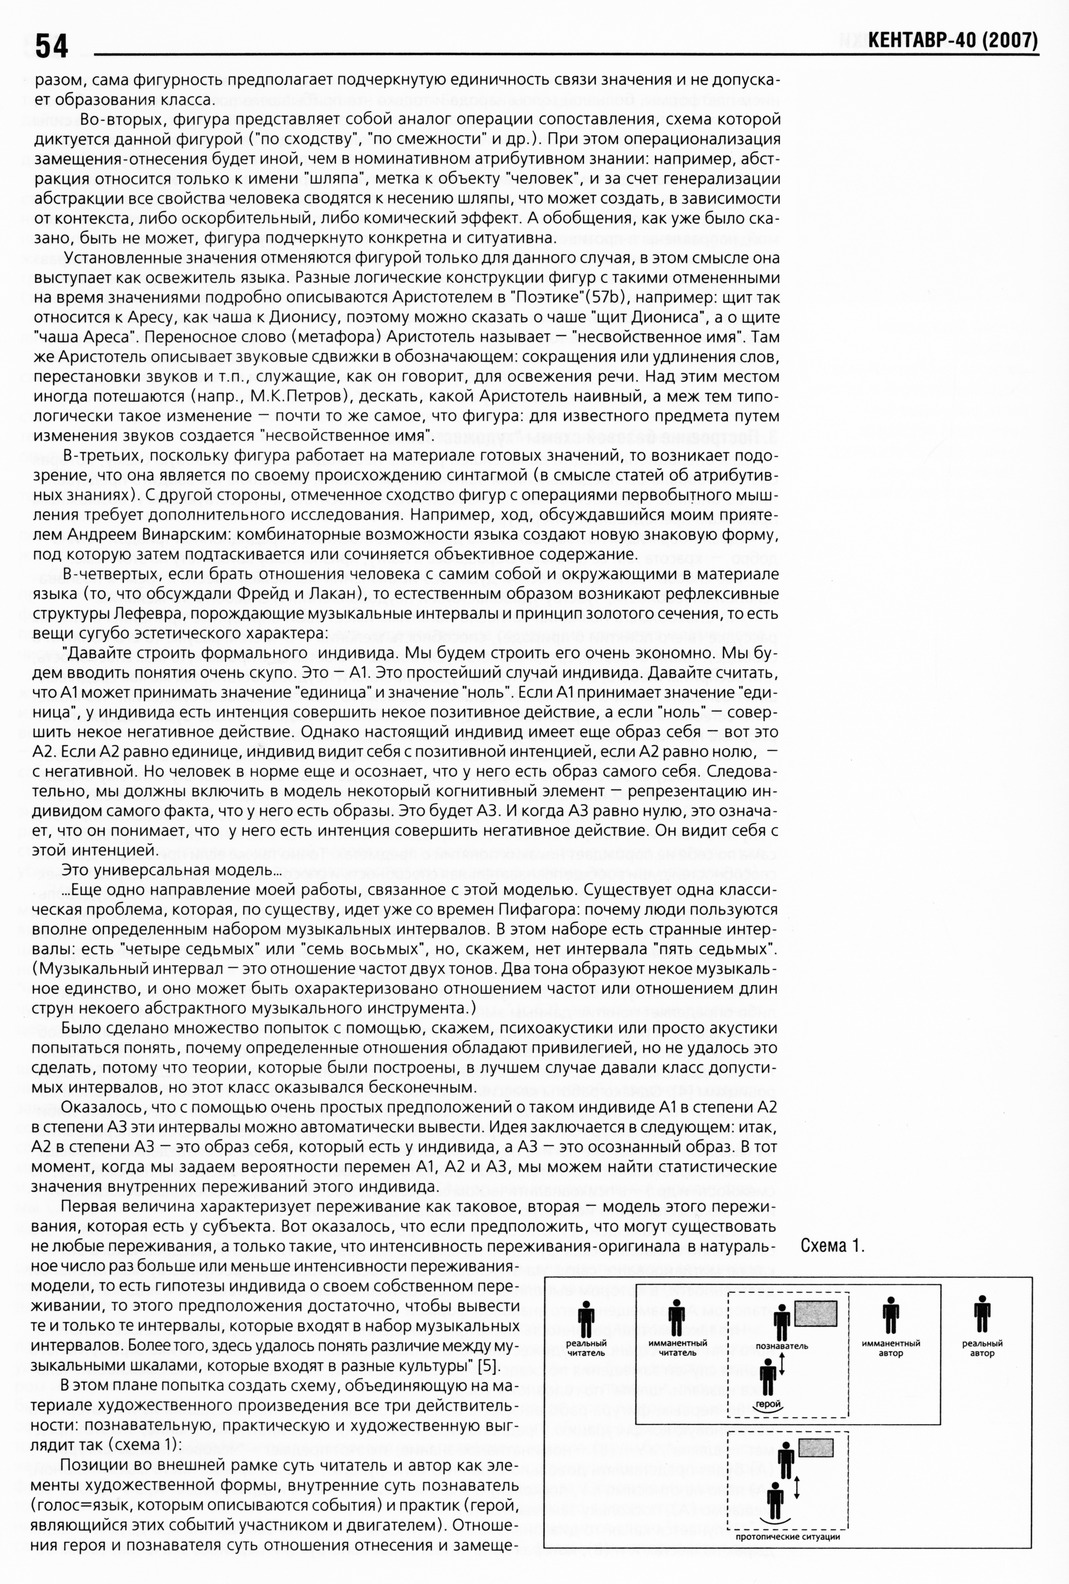 54
КЕНТАВР-40 (2007)
разом, сама фигурность предполагает подчеркнутую единичность связи значения и не допуска-
ет образования класса.
Во-вторых, фигура представляет собой аналог операции сопоставления, схема которой
диктуется данной фигурой ("по сходству", "по смежности" и др.). При этом операционализация
замещения-отнесения будет иной, чем в номинативном атрибутивном знании: например, абст-
ракция относится только к имени "шляпа", метка к объекту "человек", и за счет генерализации
абстракции все свойства человека сводятся к несению шляпы, что может создать, в зависимости
от контекста, либо оскорбительный, либо комический эффект. А обобщения, как уже было ска-
зано, быть не может, фигура подчеркнуто конкретна и ситуативна.
Установленные значения отменяются фигурой только для данного случая, в этом смысле она
выступает как освежитель языка. Разные логические конструкции фигур с такими отмененными
на время значениями подробно описываются Аристотелем в "Поэтике"(57b), например: щит так
относится к Аресу, как чаша к Дионису, поэтому можно сказать о чаше "щит Диониса", а о щите
"чаша Ареса". Переносное слово (метафора) Аристотель называет − "несвойственное имя". Там
же Аристотель описывает звуковые сдвижки в обозначающем: сокращения или удлинения слов,
перестановки звуков и т.п., служащие, как он говорит, для освежения речи. Над этим местом
иногда потешаются (напр., М.К.Петров), дескать, какой Аристотель наивный, а меж тем типо-
логически такое изменение − почти то же самое, что фигура: для известного предмета путем
изменения звуков создается "несвойственное имя".
В-третьих, поскольку фигура работает на материале готовых значений, то возникает подо-
зрение, что она является по своему происхождению синтагмой (в смысле статей об атрибутив-
ных знаниях). С другой стороны, отмеченное сходство фигур с операциями первобытного мыш-
ления требует дополнительного исследования. Например, ход, обсуждавшийся моим прияте-
лем Андреем Винарским: комбинаторные возможности языка создают новую знаковую форму,
под которую затем подтаскивается или сочиняется объективное содержание.
В-четвертых, если брать отношения человека с самим собой и окружающими в материале
языка (то, что обсуждали Фрейд и Лакан), то естественным образом возникают рефлексивные
структуры Лефевра, порождающие музыкальные интервалы и принцип золотого сечения, то есть
вещи сугубо эстетического характера:
"Давайте строить формального индивида. Мы будем строить его очень экономно. Мы бу-
дем вводить понятия очень скупо. Это − А1. Это простейший случай индивида. Давайте считать,
что А1 может принимать значение "единица" и значение "ноль". Если А1 принимает значение "еди-
ница", у индивида есть интенция совершить некое позитивное действие, а если "ноль" − совер-
шить некое негативное действие. Однако настоящий индивид имеет еще образ себя − вот это
А2. Если А2 равно единице, индивид видит себя с позитивной интенцией, если А2 равно нолю, −
с негативной. Но человек в норме еще и осознает, что у него есть образ самого себя. Следова-
тельно, мы должны включить в модель некоторый когнитивный элемент − репрезентацию ин-
дивидом самого факта, что у него есть образы. Это будет А3. И когда А3 равно нулю, это означа-
ет, что он понимает, что у него есть интенция совершить негативное действие. Он видит себя с
этой интенцией.
Это универсальная модель...
...Еще одно направление моей работы, связанное с этой моделью. Существует одна класси-
ческая проблема, которая, по существу, идет уже со времен Пифагора: почему люди пользуются
вполне определенным набором музыкальных интервалов. В этом наборе есть странные интер-
валы: есть "четыре седьмых" или "семь восьмых", но, скажем, нет интервала "пять седьмых".
(Музыкальный интервал − это отношение частот двух тонов. Два тона образуют некое музыкаль-
ное единство, и оно может быть охарактеризовано отношением частот или отношением длин
струн некоего абстрактного музыкального инструмента.)
Было сделано множество попыток с помощью, скажем, психоакустики или просто акустики
попытаться понять, почему определенные отношения обладают привилегией, но не удалось это
сделать, потому что теории, которые были построены, в лучшем случае давали класс допусти-
мых интервалов, но этот класс оказывался бесконечным.
Оказалось, что с помощью очень простых предположений о таком индивиде А1 в степени А2
в степени А3 эти интервалы можно автоматически вывести. Идея заключается в следующем: итак,
А2 в степени А3 − это образ себя, который есть у индивида, а А3 − это осознанный образ. В тот
момент, когда мы задаем вероятности перемен А1, А2 и А3, мы можем найти статистические
значения внутренних переживаний этого индивида.
Первая величина характеризует переживание как таковое, вторая − модель этого пережи-
вания, которая есть у субъекта. Вот оказалось, что если предположить, что могут существовать
не любые переживания, а только такие, что интенсивность переживания-оригинала в натураль-
ное число раз больше или меньше интенсивности переживания-
модели, то есть гипотезы индивида о своем собственном пере-
живании, то этого предположения достаточно, чтобы вывести
те и только те интервалы, которые входят в набор музыкальных
интервалов. Более того, здесь удалось понять различие между му-
зыкальными шкалами, которые входят в разные культуры" [5].
В этом плане попытка создать схему, объединяющую на ма-
териале художественного произведения все три действитель-
ности: познавательную, практическую и художественную выг-
лядит так (схема 1):
Позиции во внешней рамке суть читатель и автор как эле-
менты художественной формы, внутренние суть познаватель
(голос=язык, которым описываются события) и практик (герой,
являющийся этих событий участником и двигателем). Отноше-
ния героя и познавателя суть отношения отнесения и замеще-
Схема 1.
реальный
читатель
имманентный
читатель
познаватель
имманентный
автор
реальный
автор
герой
протопические ситуации